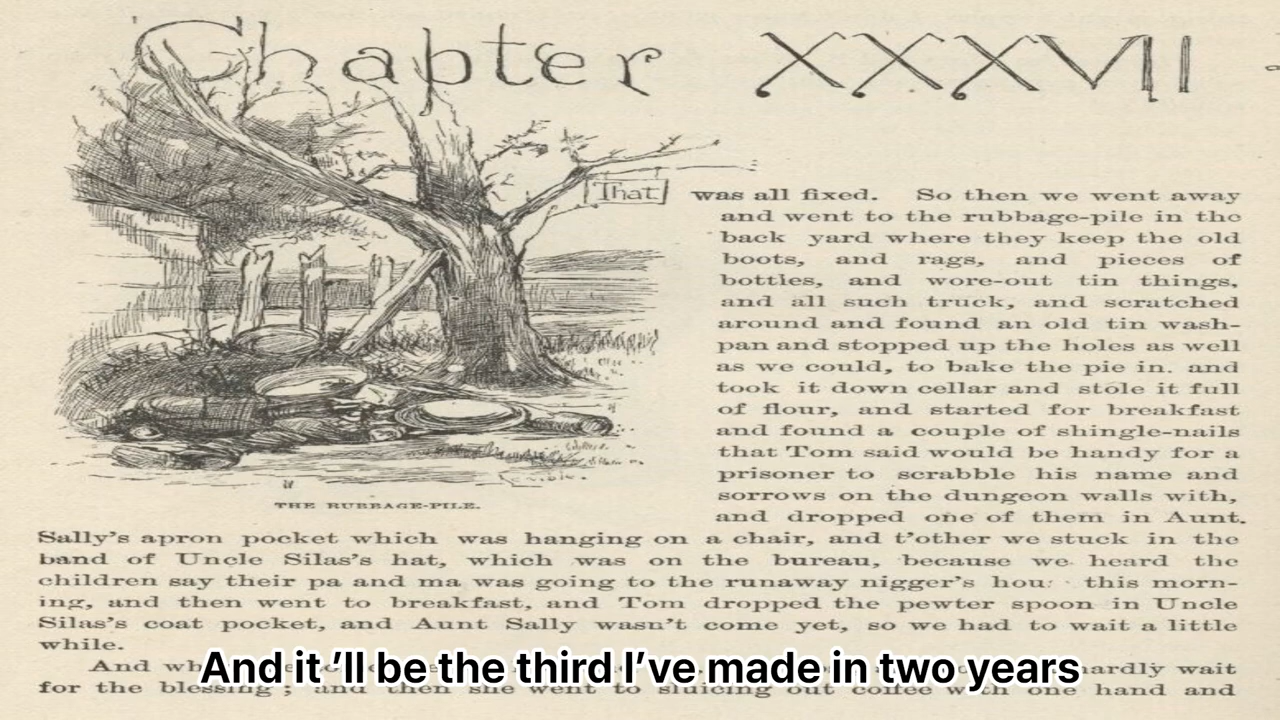 Chapter XXXVII
That was all fixed. So then we went away
and went to the rubbage-pile in the
back yard where they keep the old
boots, and rags, and pieces of
bottles, and wore-out tin things,
and all such truck, and scratched
around and found an old tin wash-
pan and stopped up the holes as well
as we could, to bake the pie in. and
took it down cellar and stole it full
of flour, and started for breakfast
and found a couple of shingle-nails
that Tom said would be handy for a
prisoner to scrabble his name and
sorrows on the dungeon walls with,
and dropped one of them in Aunt.
THE RUBBAGE-PILE.
Sally's apron pocket which was hanging on a chair, and t'other we stuck in the
band of Uncle Silas's hat, which was on the bureau, because we heard the
children say their pa and ma was going to the runaway nigger's this morn-
ing, and then went to breakfast, and Tom dropped the pewter spoon in Uncle
Silas's coat pocket, and Aunt Sally wasn't come yet, so we had to wait a little
while.
And hardly wait
for the blessing; and then she went to sluicing out coffee with one hand and
And it 'll be the third I've made in two years